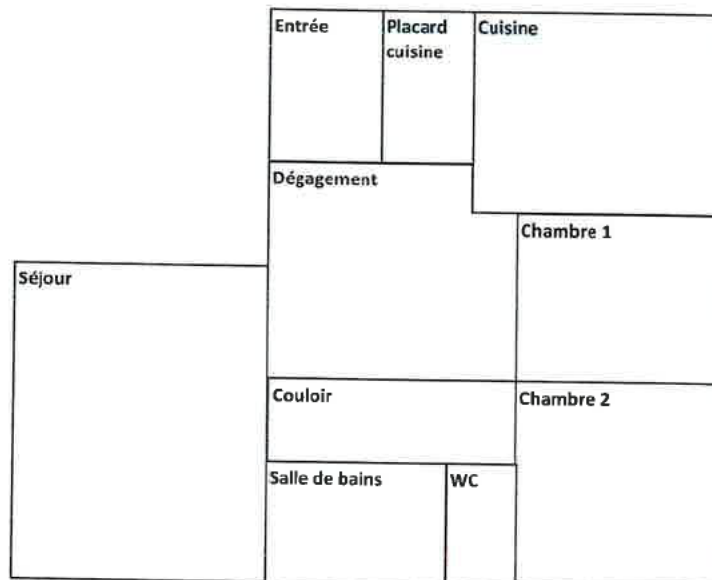 Entrée
Placard
cuisine
Cuisine
Dégagement
Chambre 1
Séjour
Couloir
Chambre 2
Salle de bains
WC